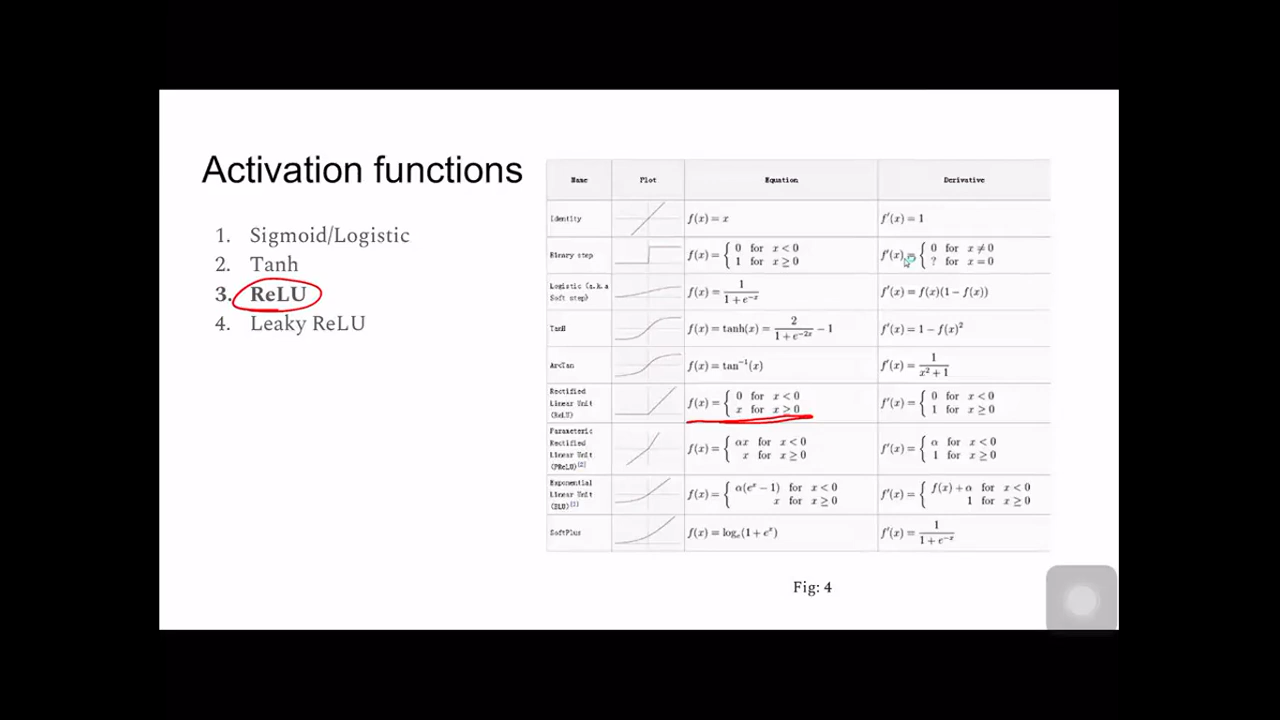 Activation functions
1. Sigmoid/Logistic
2. Tanh
3. ReLU
4. Leaky ReLU
Name Plot Equation Derivative
Identity f(x) = x f′(x) = 1
Binary step f(x) = { 0 for x < 0 f′(x) = { 0 for x ≠ 0
1 for x ≥ 0 ? for x = 0
Logistic (a.k.a
Soft step) f(x) = 1 / (1 + e^{-x}) f′(x) = f(x)(1 − f(x))
TanH f(x) = tanh(x) = 2 / (1 + e^{-2x}) − 1 f′(x) = 1 − f(x)^2
ArcTan f(x) = tan^{-1}(x) f′(x) = 1 / (x^2 + 1)
Rectified
Linear Unit
(ReLU) f(x) = { 0 for x < 0 f′(x) = { 0 for x < 0
x for x ≥ 0 1 for x ≥ 0
Parameteric
Rectified
Linear Unit
(PReLU)[2] f(x) = { αx for x < 0 f′(x) = { α for x < 0
x for x ≥ 0 1 for x ≥ 0
Exponential
Linear Unit
(ELU)[3] f(x) = { α(e^x − 1) for x < 0 f′(x) = { f(x) + α for x < 0
x for x ≥ 0 1 for x ≥ 0
SoftPlus f(x) = log_e(1 + e^x) f′(x) = 1 / (1 + e^{-x})
Fig: 4